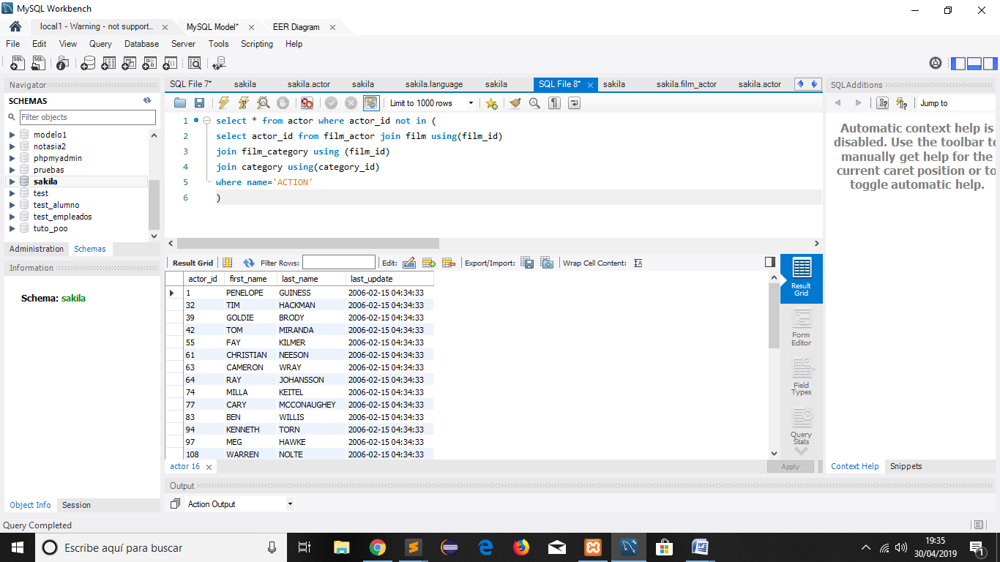 MySQL Workbench
local1 - Warning - not support...
MySQL Model*
EER Diagram
File Edit View Query Database Server Tools Scripting Help
Navigator
SCHEMAS
Filter objects
modelo1
notasia2
phpmyadmin
pruebas
sakila
test
test_alumno
test_empleados
tuto_poo
Administration Schemas
Information
Schema: sakila
Object Info Session
SQL File 7* sakila sakila.actor sakila sakila.language sakila SQL File 8* sakila sakila.film_actor sakila.actor
Limit to 1000 rows
1 select * from actor where actor_id not in (
2 select actor_id from film_actor join film using(film_id)
3 join film_category using (film_id)
4 join category using(category_id)
5 where name='ACTION'
6 )
Result Grid Filter Rows: Edit: Export/Import: Wrap Cell Content:
actor_id first_name last_name last_update
1 PENELOPE GUINESS 2006-02-15 04:34:33
32 TIM HACKMAN 2006-02-15 04:34:33
39 GOLDIE BRODY 2006-02-15 04:34:33
42 TOM MIRANDA 2006-02-15 04:34:33
55 FAY KILMER 2006-02-15 04:34:33
61 CHRISTIAN NEESON 2006-02-15 04:34:33
63 CAMERON WRAY 2006-02-15 04:34:33
64 RAY JOHANSSON 2006-02-15 04:34:33
74 MILLA KEITEL 2006-02-15 04:34:33
77 CARY MCCONAUGHEY 2006-02-15 04:34:33
83 BEN WILLIS 2006-02-15 04:34:33
94 KENNETH TORN 2006-02-15 04:34:33
97 MEG HAWKE 2006-02-15 04:34:33
108 WARREN NOLTE 2006-02-15 04:34:33
Result
Grid
Form
Editor
Field
Types
Query
Stats
actor 16
Apply
Output
Action Output
SQLAdditions
Jump to
Automatic context help is
disabled. Use the toolbar to
manually get help for the
current caret position or to
toggle automatic help.
Context Help Snippets
Query Completed
Escribe aquí para buscar
19:35
30/04/2019
1